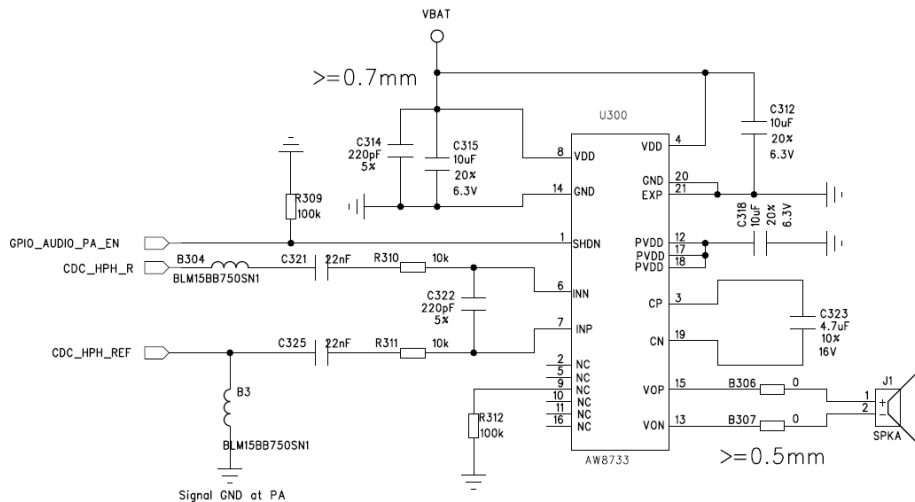 VBAT
>=0.7mm
U300
C314
220pF
5%
C315
10uF
20%
6.3V
C312
10uF
20%
6.3V
8
VDD
4
VDD
14
GND
20
GND
21
EXP
R309
100k
C318
10uF
20%
6.3V
GPIO_AUDIO_PA_EN
1
SHDN
12
PVDD
17
PVDD
18
PVDD
CDC_HPH_R
B304
BLM15BB750SN1
C321
22nF
R310
10k
6
INN
C322
220pF
5%
3
CP
C323
4.7uF
10%
16V
7
INP
19
CN
CDC_HPH_REF
C325
22nF
R311
10k
2
NC
5
NC
9
NC
10
NC
11
NC
16
NC
B3
BLM15BB750SN1
R312
100k
VOP
15
B306
0
VON
13
B307
0
J1
1
+
2
−
SPKA
AW8733
>=0.5mm
Signal GND at PA